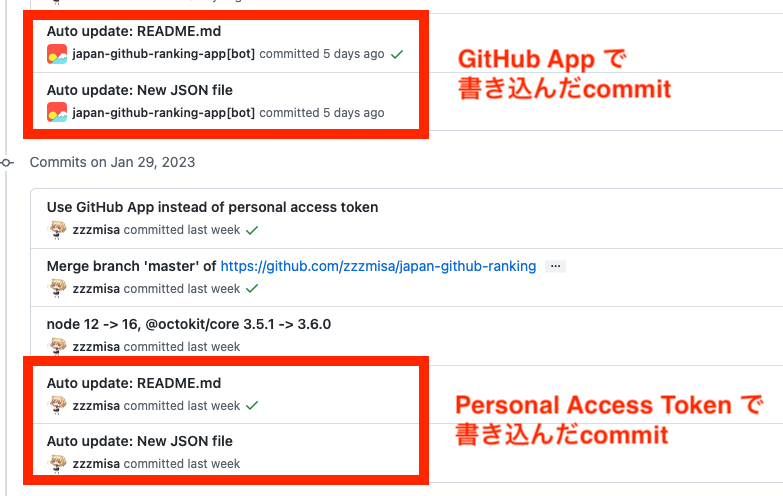 Auto update: README.md
japan-github-ranking-app[bot] committed 5 days ago
GitHub App で
書き込んだcommit
Auto update: New JSON file
japan-github-ranking-app[bot] committed 5 days ago
Commits on Jan 29, 2023
Use GitHub App instead of personal access token
zzzmisa committed last week
Merge branch 'master' of https://github.com/zzzmisa/japan-github-ranking ...
zzzmisa committed last week
node 12 -> 16, @octokit/core 3.5.1 -> 3.6.0
zzzmisa committed last week
Auto update: README.md
zzzmisa committed last week
Personal Access Token で
書き込んだcommit
Auto update: New JSON file
zzzmisa committed last week